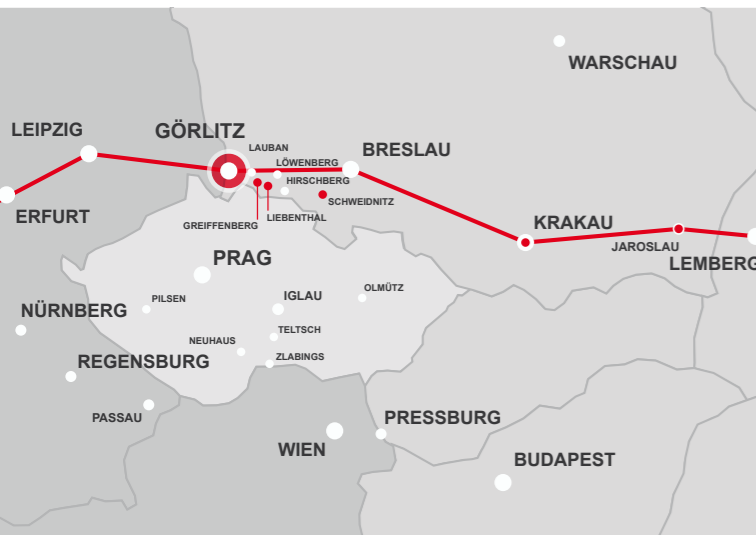 WARSCHAU
LEIPZIG
GÖRLITZ
LAUBAN
BRESLAU
LÖWENBERG
HIRSCHBERG
SCHWEIDNITZ
ERFURT
GREIFFENBERG
LIEBENTHAL
KRAKAU
JAROSLAU
LEMBERG
PRAG
OLMÜTZ
PILSEN
IGLAU
NÜRNBERG
TELTSCH
NEUHAUS
ZLABINGS
REGENSBURG
PASSAU
PRESSBURG
WIEN
BUDAPEST